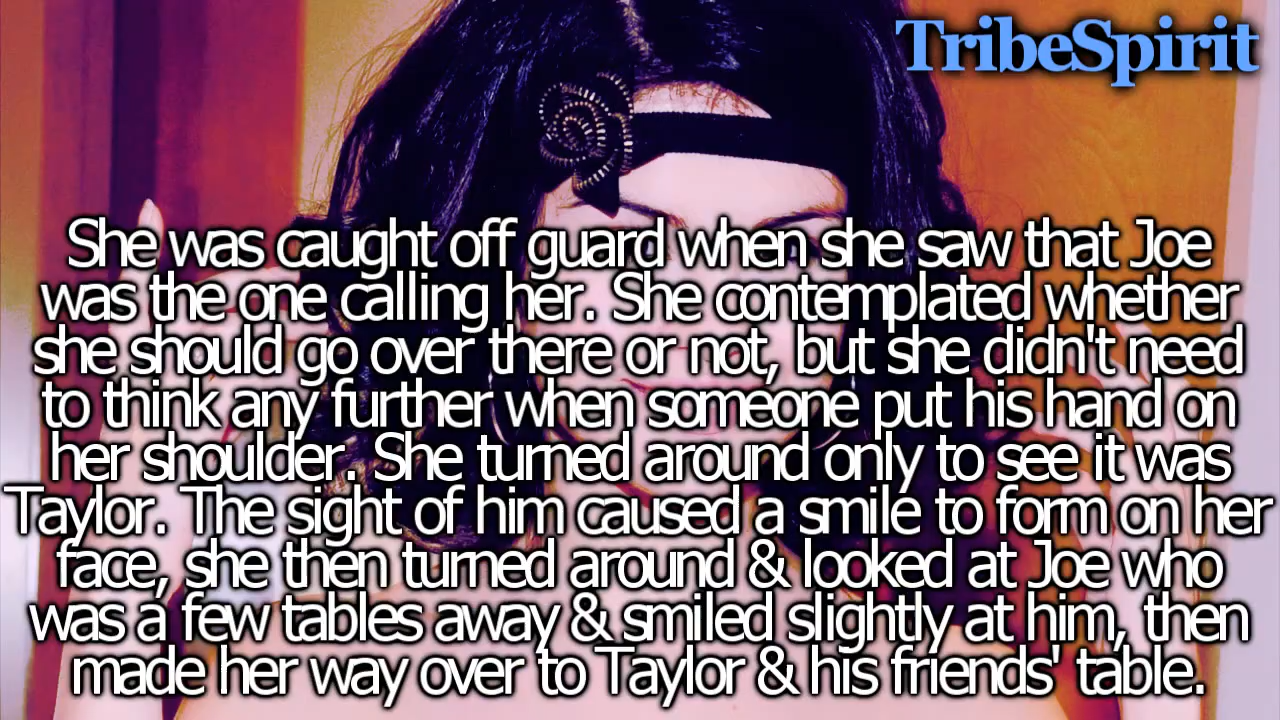 TribeSpirit
She was caught off guard when she saw that Joe
was the one calling her. She contemplated whether
she should go over there or not, but she didn't need
to think any further when someone put his hand on
her shoulder. She turned around only to see it was
Taylor. The sight of him caused a smile to form on her
face, she then turned around & looked at Joe who
was a few tables away & smiled slightly at him, then
made her way over to Taylor & his friends' table.